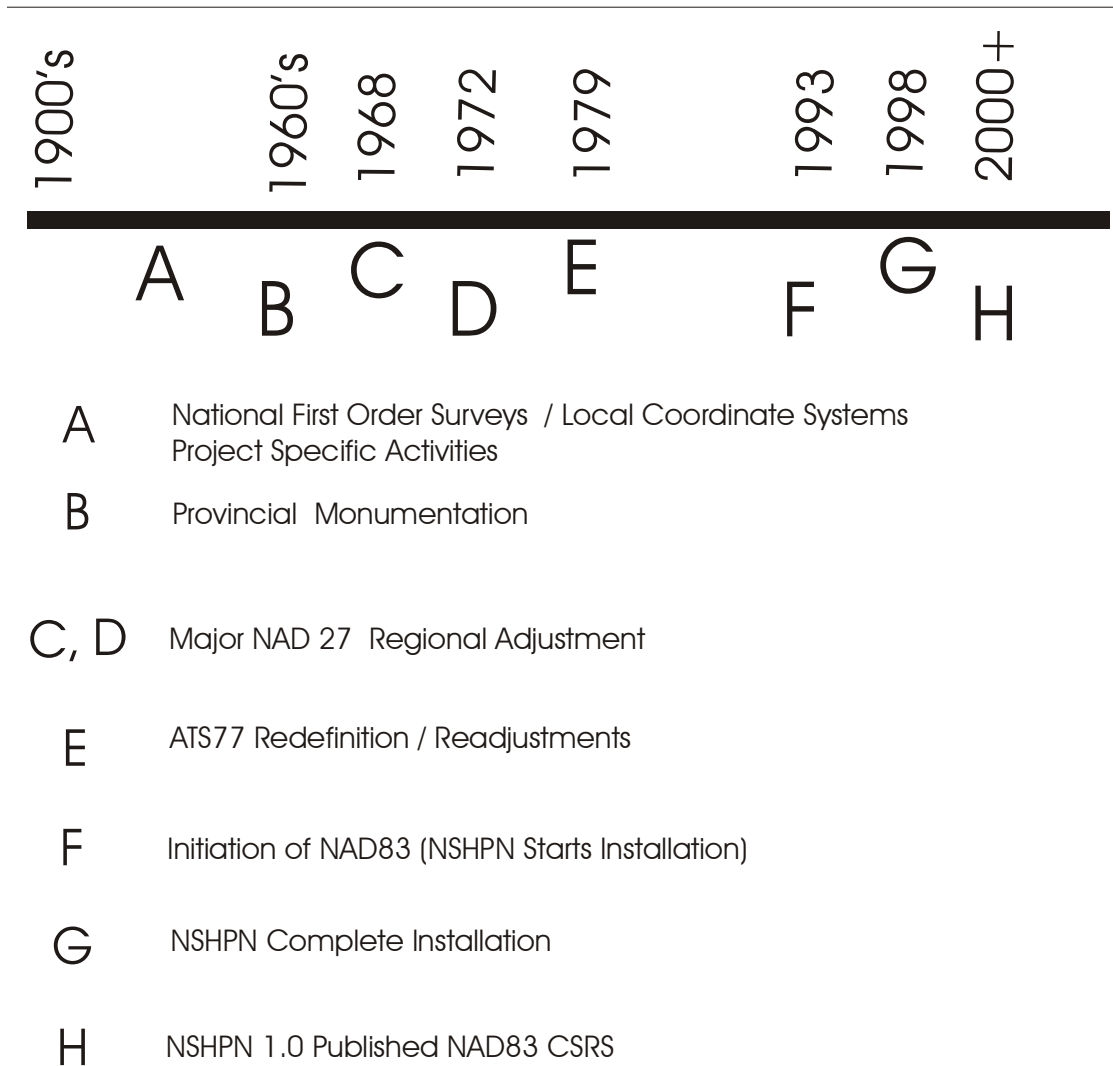 1900's 1960's 1968 1972 1979 1993 1998 2000+
A B C D E F G H
A National First Order Surveys / Local Coordinate Systems
Project Specific Activities
B Provincial Monumentation
C, D Major NAD 27 Regional Adjustment
E ATS77 Redefinition / Readjustments
F Initiation of NAD83 (NSHPN Starts Installation)
G NSHPN Complete Installation
H NSHPN 1.0 Published NAD83 CSRS